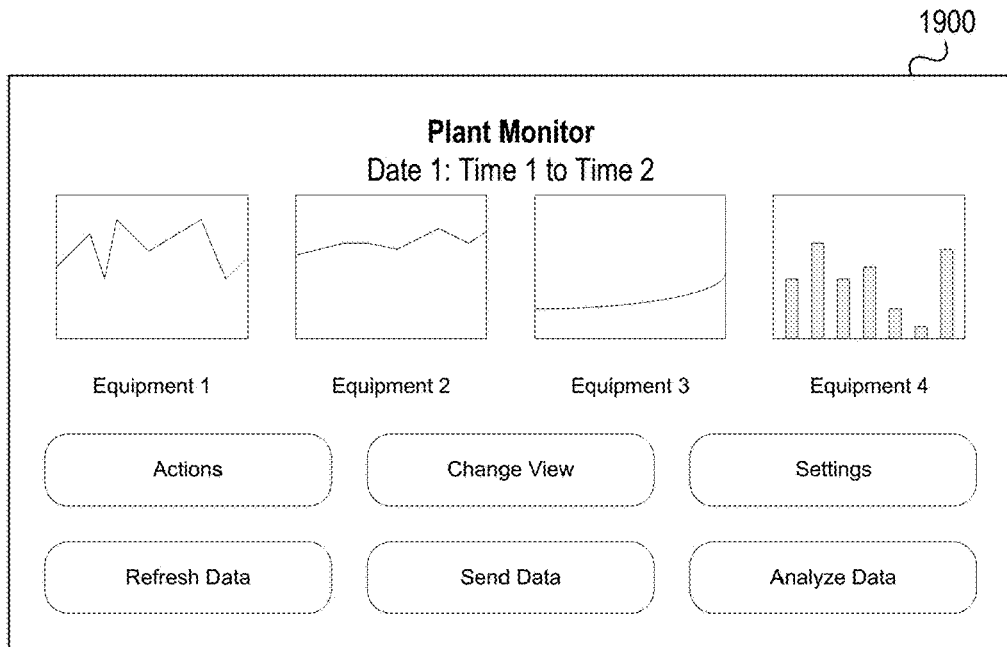 1900
Plant Monitor
Date 1: Time 1 to Time 2
Equipment 1 Equipment 2 Equipment 3 Equipment 4
Actions Change View Settings
Refresh Data Send Data Analyze Data